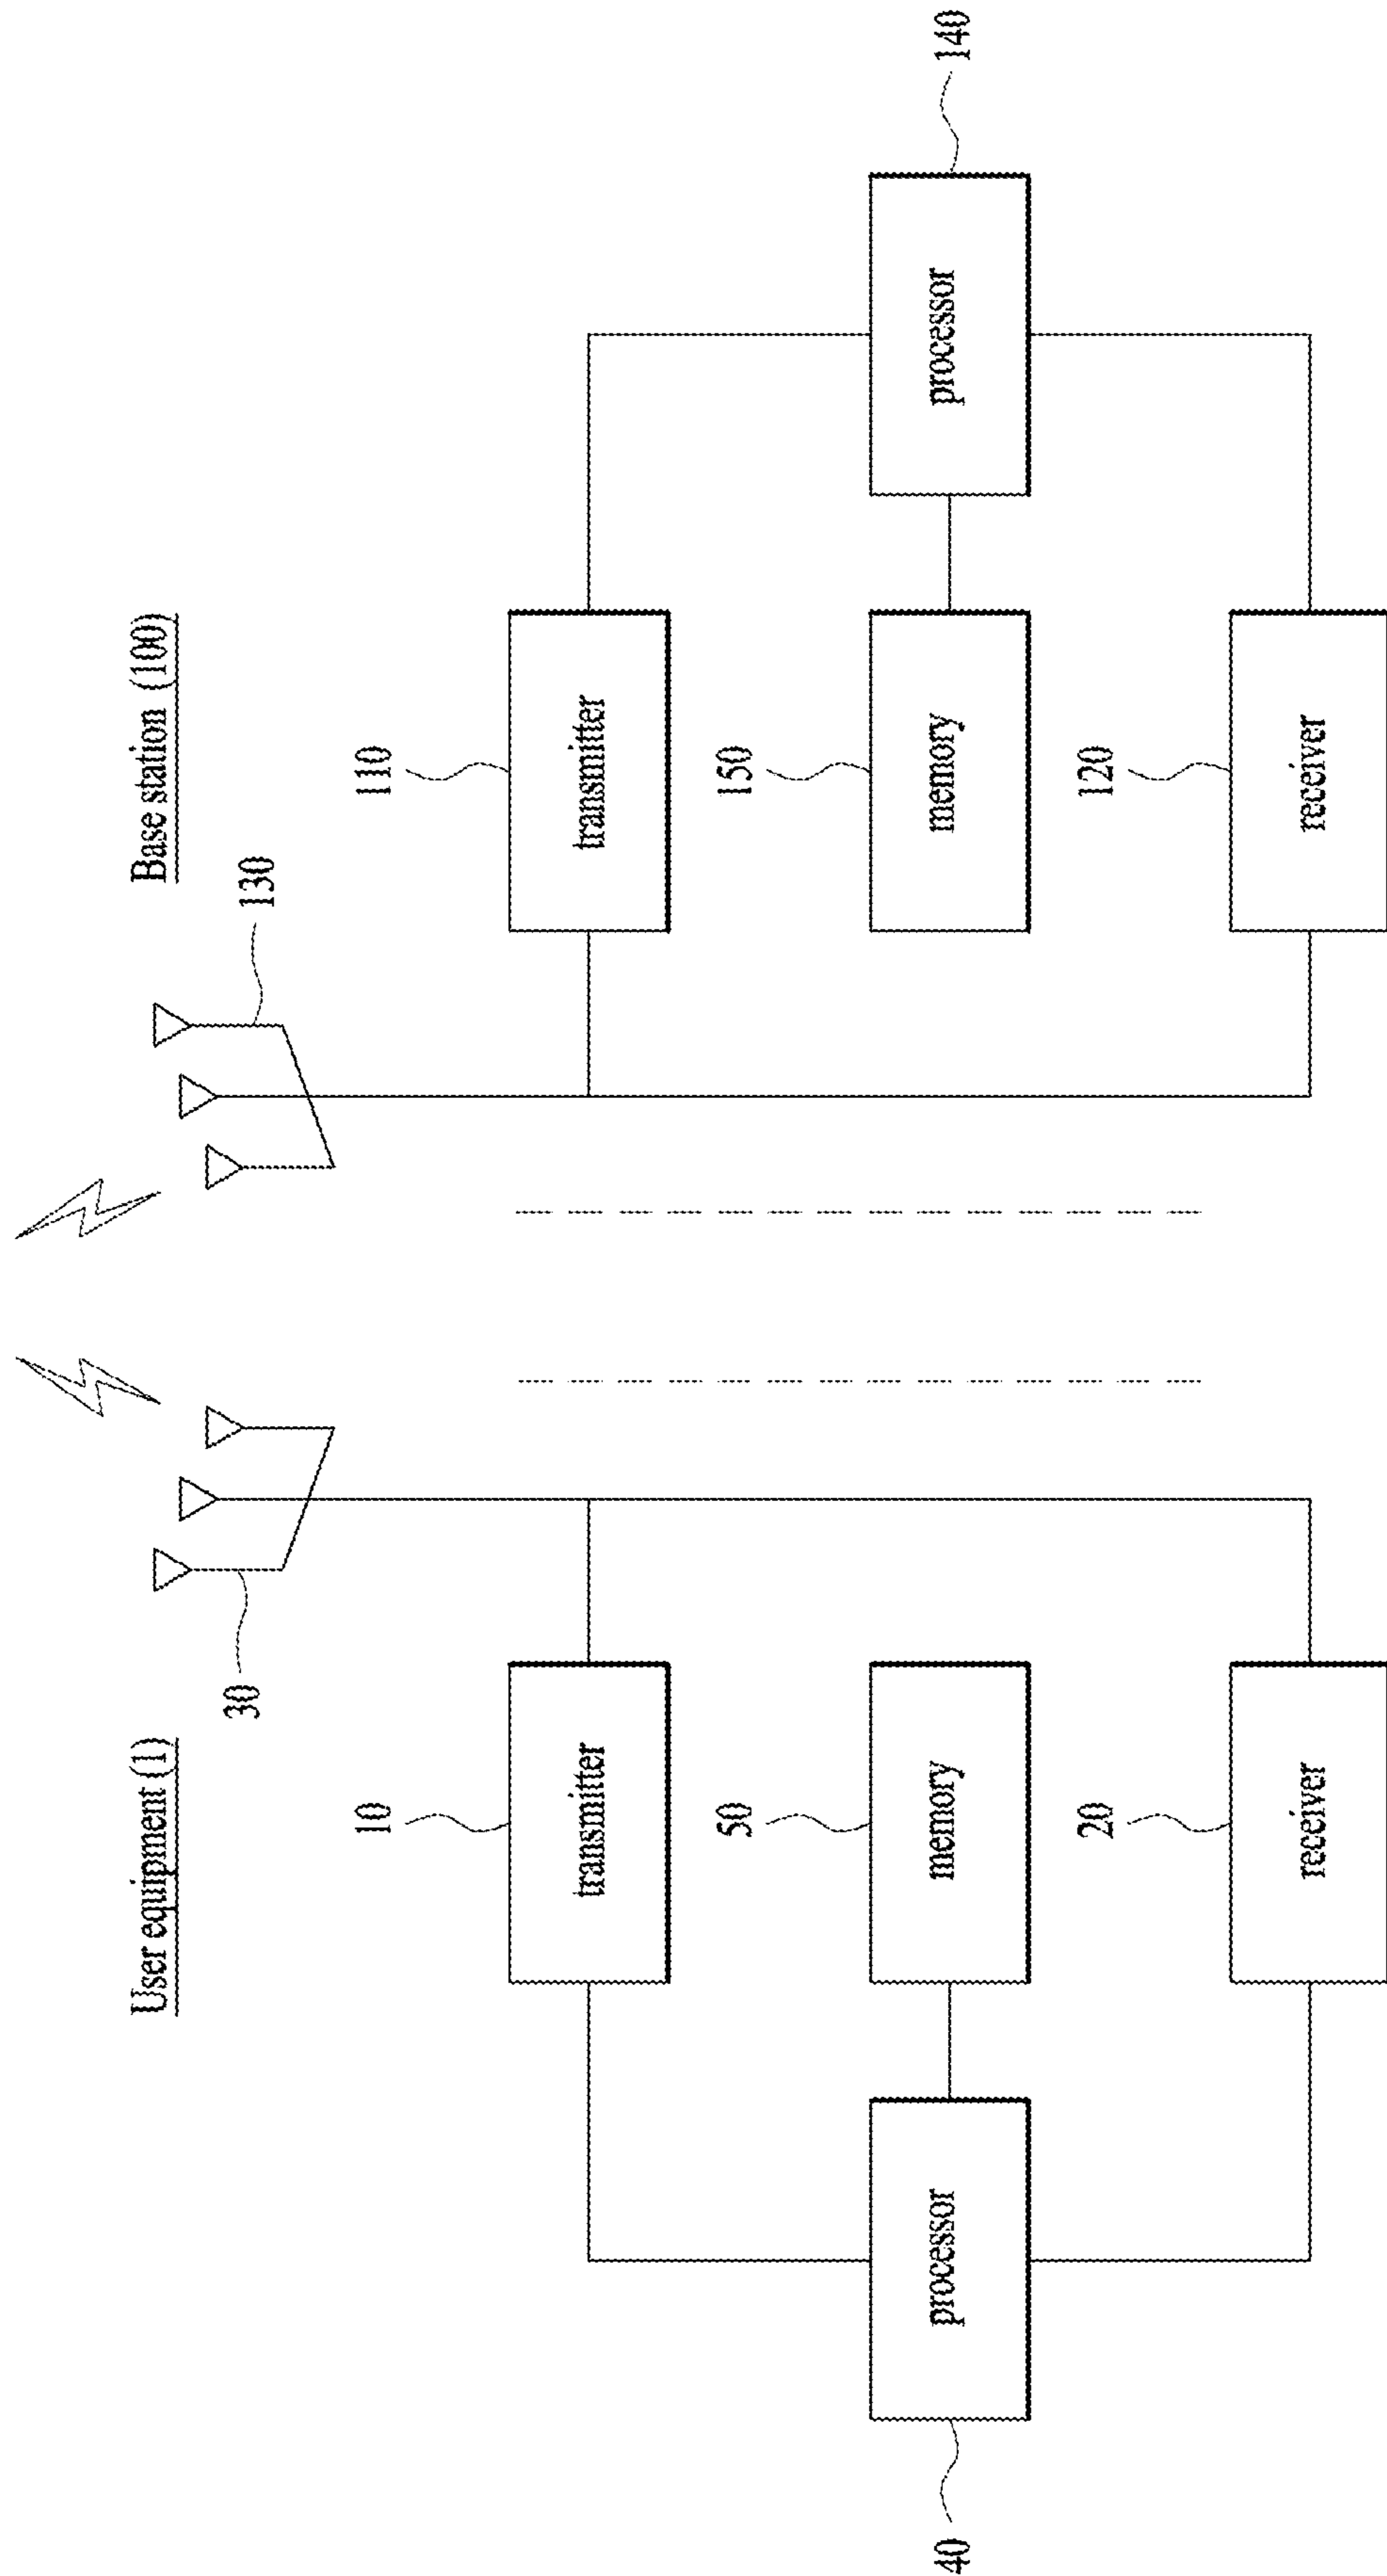 User equipment (1)
Base station (100)
30
130
10
transmitter
110
transmitter
40
processor
50
memory
150
memory
processor
140
20
receiver
120
receiver